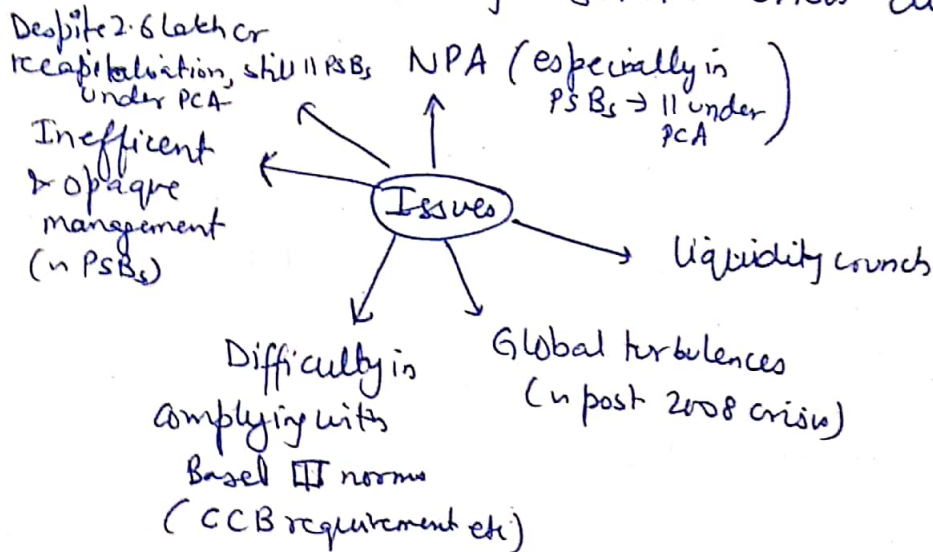 Despite 2.6 lakh cr
recapitalisation, still 11 PSBs
under PCA
NPA (especially in
PSBs → 11 under
PCA)
Inefficent
& opaque
management
(in PSBs)
Issues
liquidity crunch
Difficulty in
complying with
Basel III norms
(CCB requirement etc)
Global turbulences
(in post 2008 crisis)